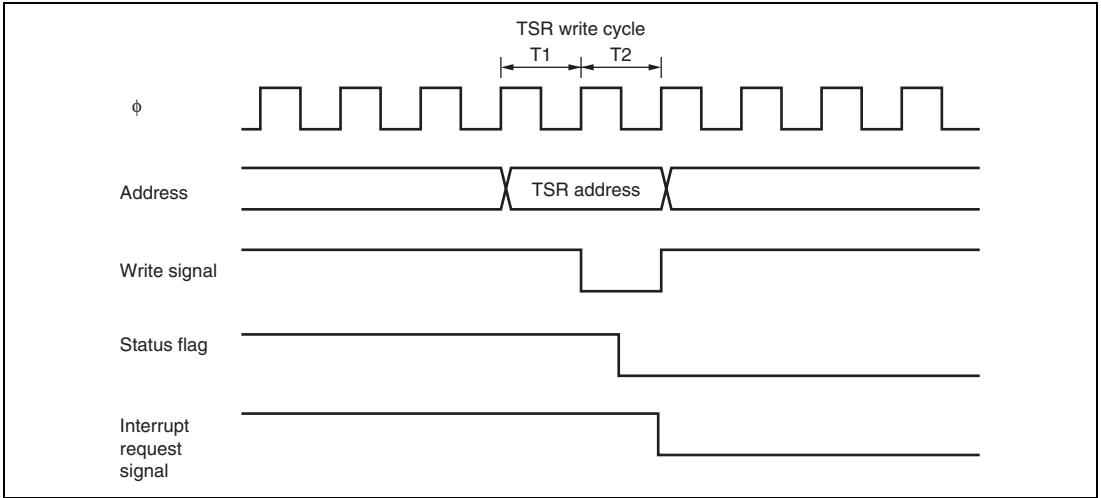 TSR write cycle
T1 T2
ϕ
Address
TSR address
Write signal
Status flag
Interrupt
request
signal